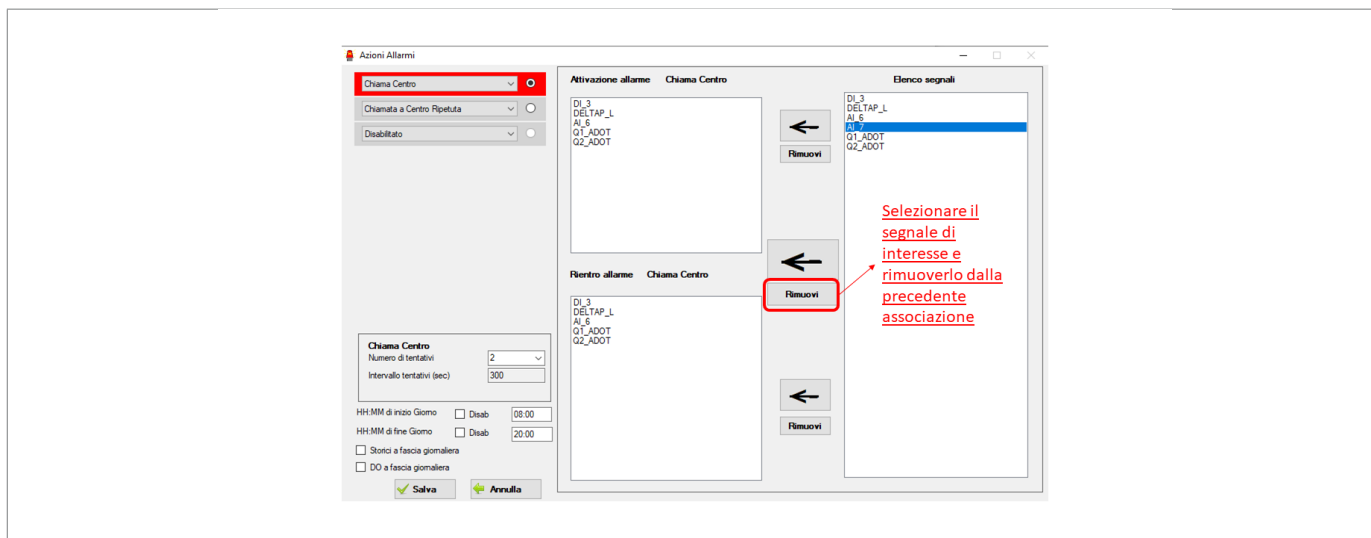 Azioni Allarmi
Chiama Centro
Chiamata a Centro Ripetuta
Disabilitato
Attivazione allarme Chiama Centro
DI_3
DELTAP_L
AI_6
Q1_ADOT
Q2_ADOT
Rimuovi
Elenco segnali
DI_3
DELTAP_L
AI_6
AI_7
Q1_ADOT
Q2_ADOT
Rimuovi
Selezionare il
segnale di
interesse e
rimuoverlo dalla
precedente
associazione
Rientro allarme Chiama Centro
DI_3
DELTAP_L
AI_6
Q1_ADOT
Q2_ADOT
Rimuovi
Chiama Centro
Numero di tentativi 2
Intervallo tentativi (sec) 300
HH:MM di inizio Giorno Disab 08:00
HH:MM di fine Giorno Disab 20:00
Storici a fascia giornaliera
DO a fascia giornaliera
Salva Annulla